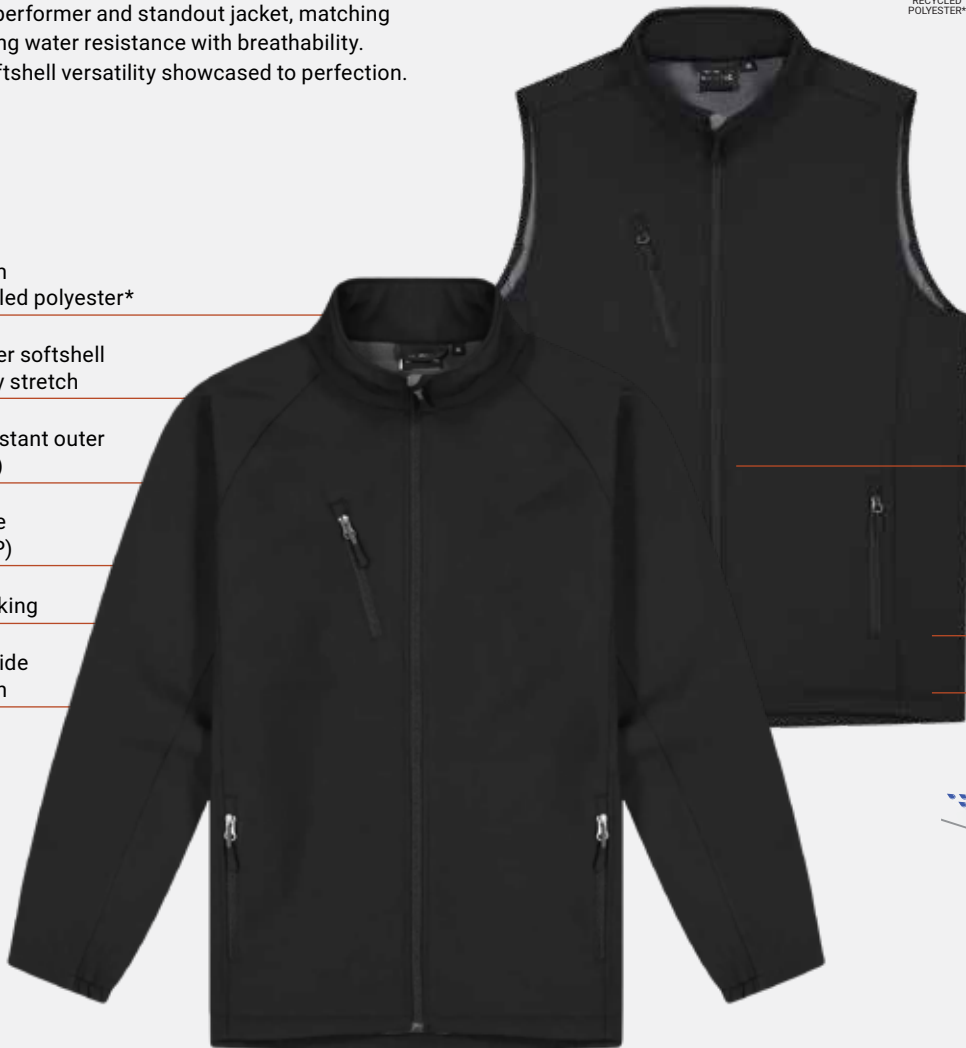 performer and standout jacket, matching
ng water resistance with breathability.
ftshell versatility showcased to perfection.
RECYCLED
POLYESTER*
n
led polyester*
er softshell
y stretch
stant outer
)
e
P)
king
ide
n